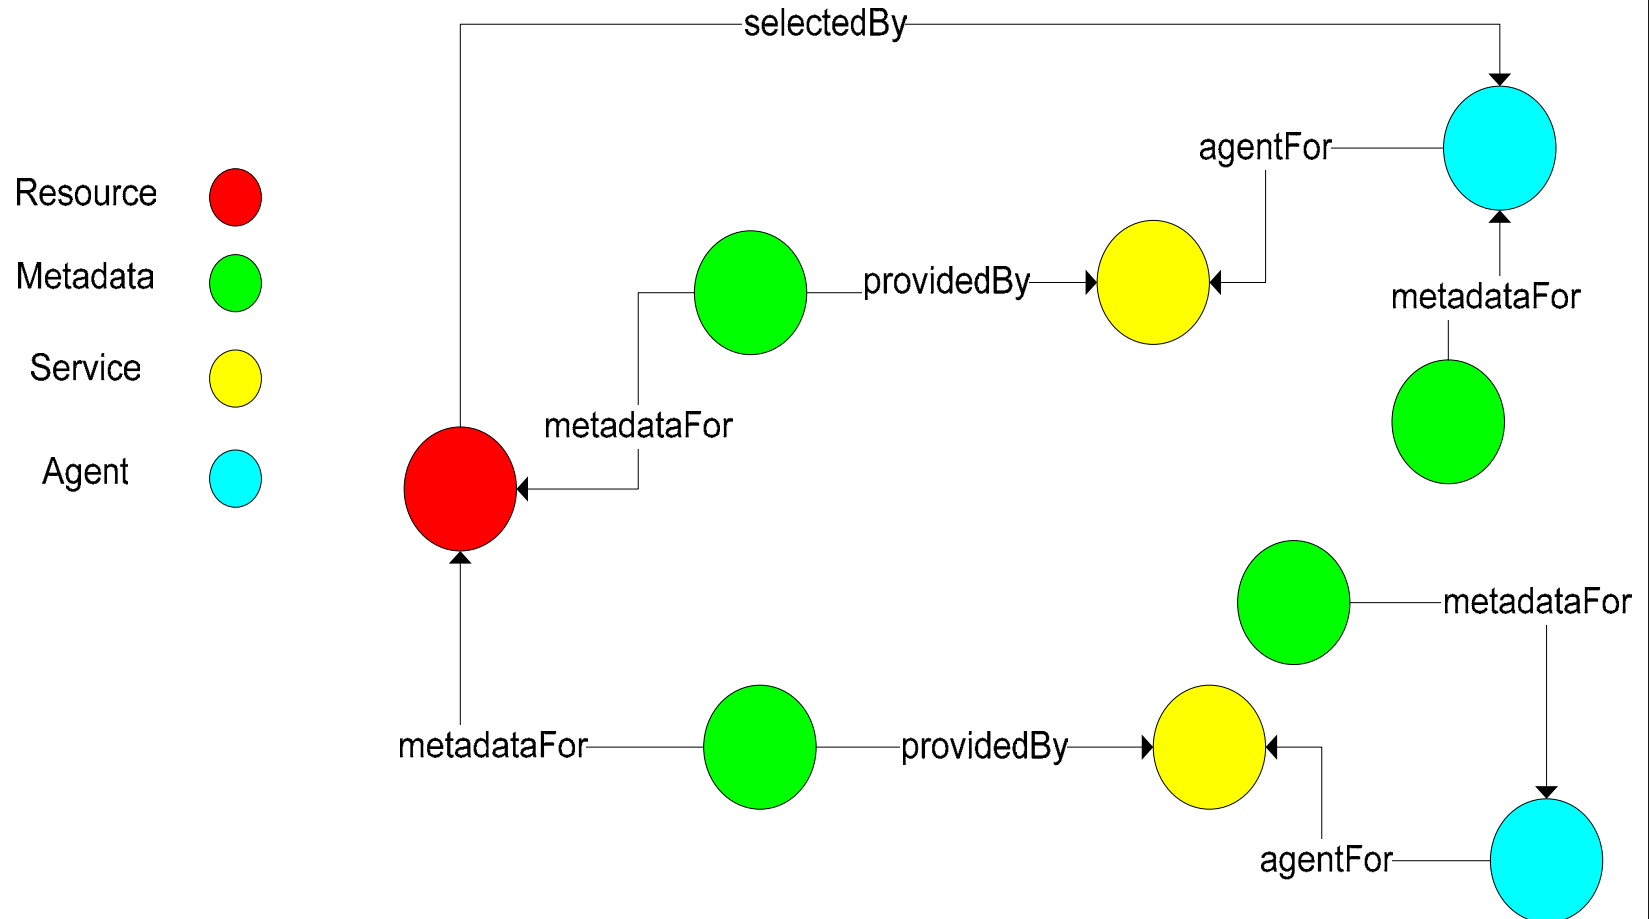 selectedBy
agentFor
Resource
Metadata
providedBy
metadataFor
Service
metadataFor
Agent
metadataFor
metadataFor
providedBy
agentFor